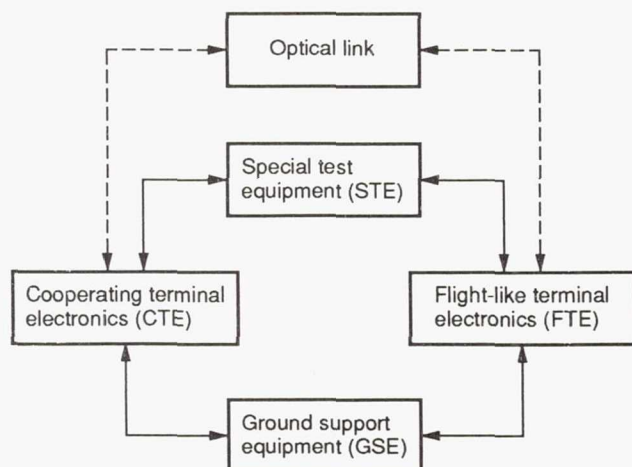 Optical link
Special test
equipment (STE)
Cooperating terminal
electronics (CTE)
Flight-like terminal
electronics (FTE)
Ground support
equipment (GSE)